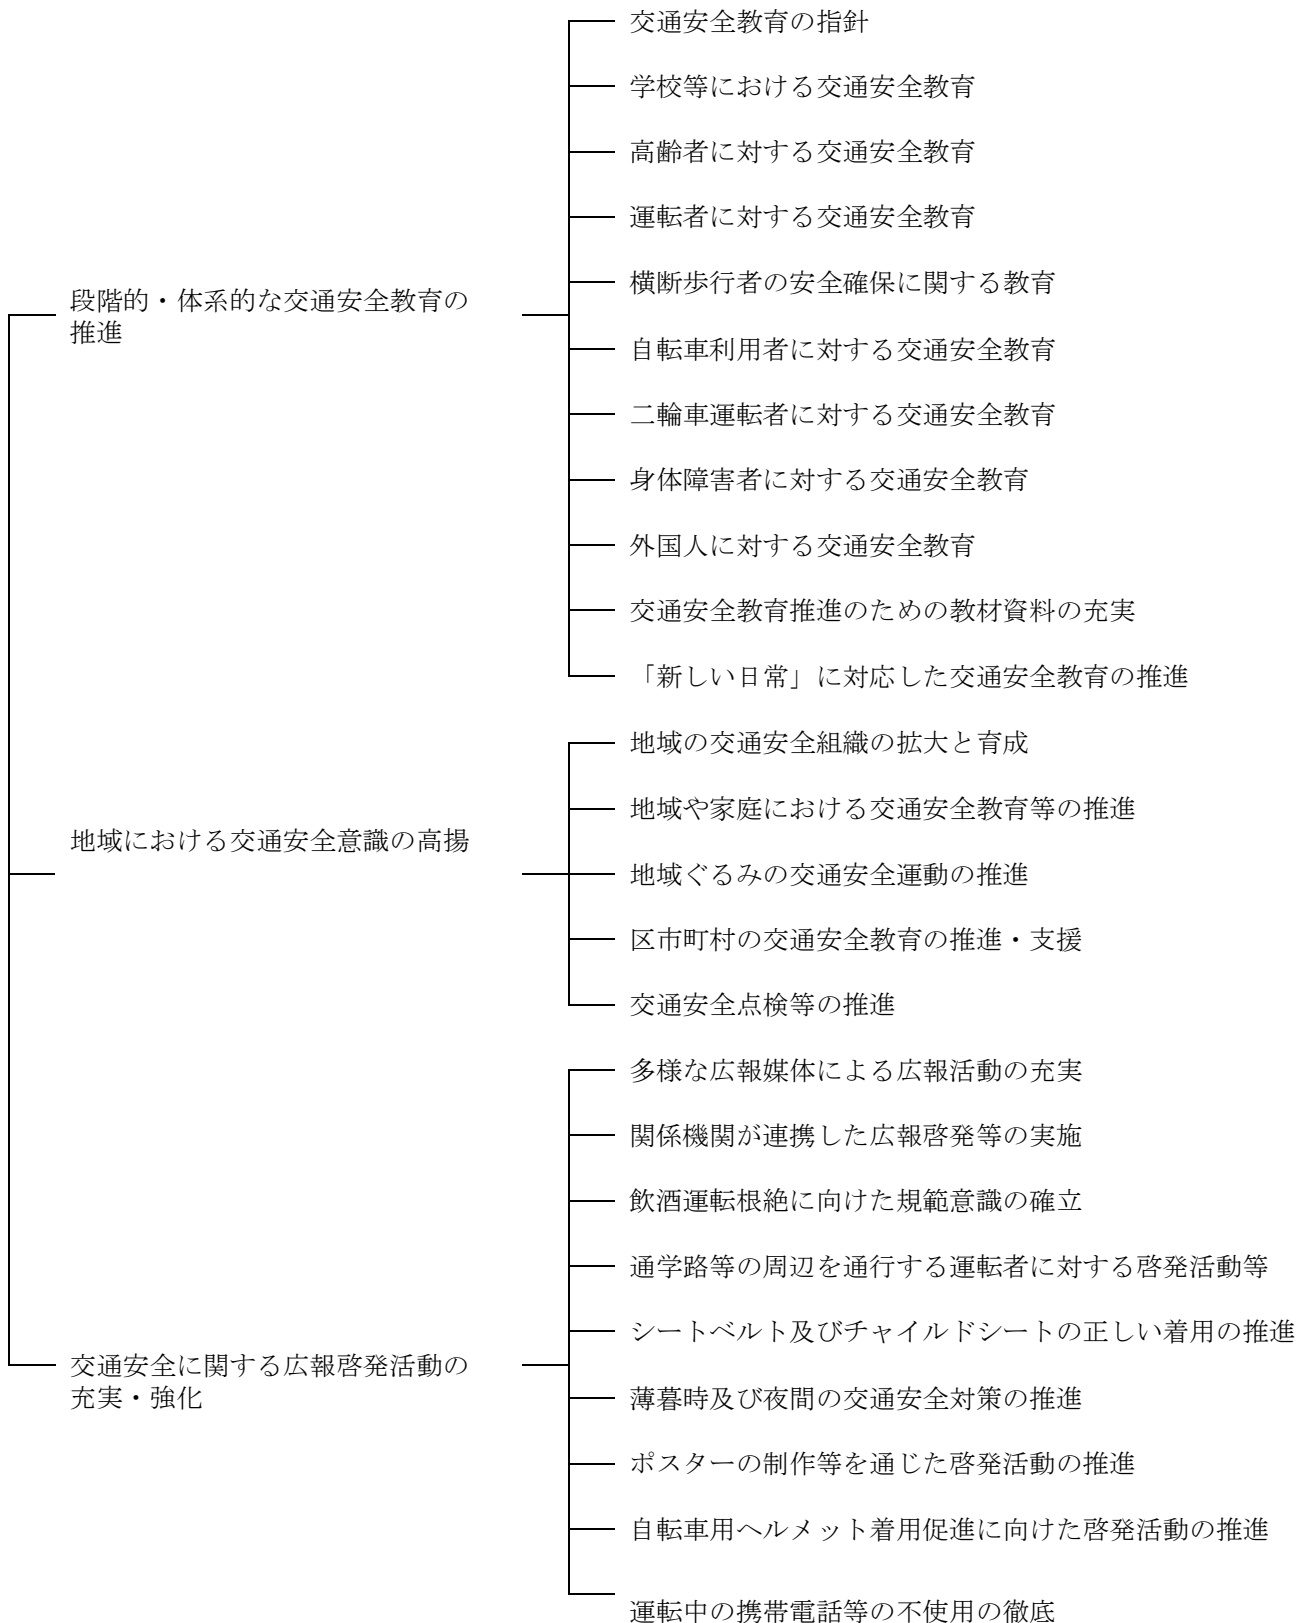 交通安全教育の指針
学校等における交通安全教育
高齢者に対する交通安全教育
運転者に対する交通安全教育
横断歩行者の安全確保に関する教育
段階的・体系的な交通安全教育の
推進
自転車利用者に対する交通安全教育
二輪車運転者に対する交通安全教育
身体障害者に対する交通安全教育
外国人に対する交通安全教育
交通安全教育推進のための教材資料の充実
「新しい日常」に対応した交通安全教育の推進
地域における交通安全意識の高揚
地域の交通安全組織の拡大と育成
地域や家庭における交通安全教育等の推進
地域ぐるみの交通安全運動の推進
区市町村の交通安全教育の推進・支援
交通安全点検等の推進
交通安全に関する広報啓発活動の
充実・強化
多様な広報媒体による広報活動の充実
関係機関が連携した広報啓発等の実施
飲酒運転根絶に向けた規範意識の確立
通学路等の周辺を通行する運転者に対する啓発活動等
シートベルト及びチャイルドシートの正しい着用の推進
薄暮時及び夜間の交通安全対策の推進
ポスターの制作等を通じた啓発活動の推進
自転車用ヘルメット着用促進に向けた啓発活動の推進
運転中の携帯電話等の不使用の徹底